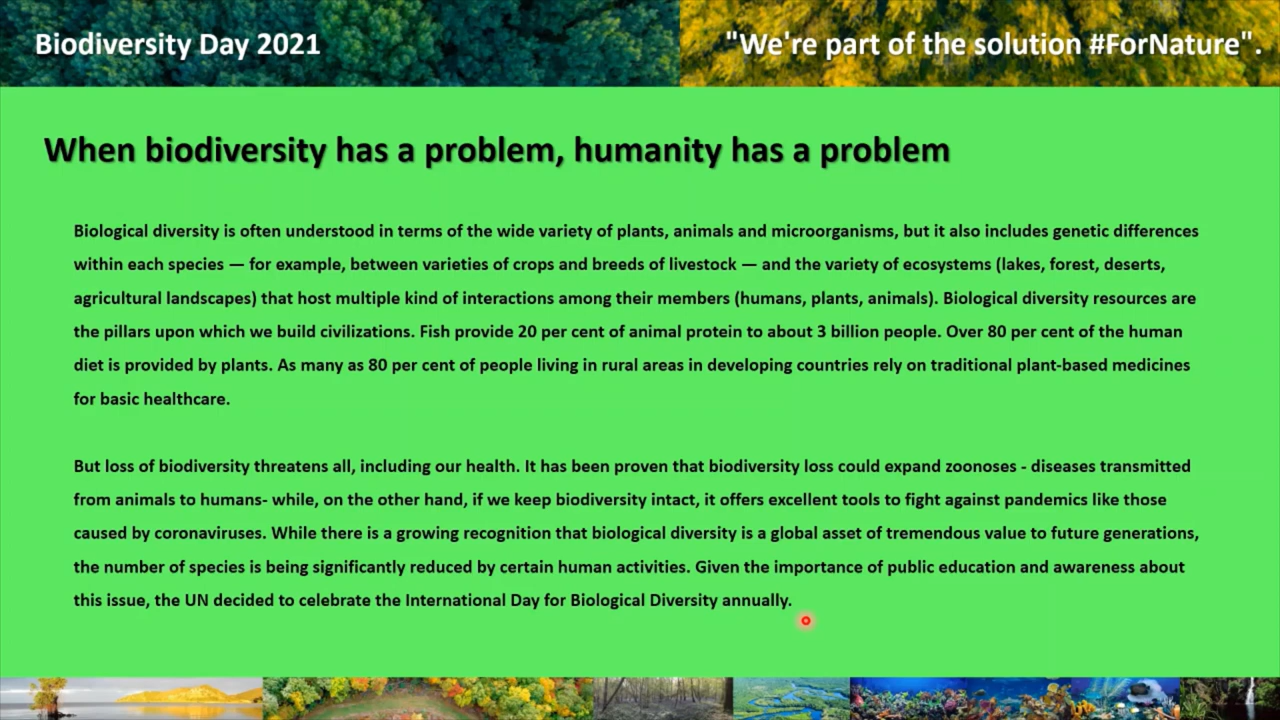 Biodiversity Day 2021
"We're part of the solution #ForNature".
When biodiversity has a problem, humanity has a problem
Biological diversity is often understood in terms of the wide variety of plants, animals and microorganisms, but it also includes genetic differences
within each species — for example, between varieties of crops and breeds of livestock — and the variety of ecosystems (lakes, forest, deserts,
agricultural landscapes) that host multiple kind of interactions among their members (humans, plants, animals). Biological diversity resources are
the pillars upon which we build civilizations. Fish provide 20 per cent of animal protein to about 3 billion people. Over 80 per cent of the human
diet is provided by plants. As many as 80 per cent of people living in rural areas in developing countries rely on traditional plant-based medicines
for basic healthcare.
But loss of biodiversity threatens all, including our health. It has been proven that biodiversity loss could expand zoonoses - diseases transmitted
from animals to humans- while, on the other hand, if we keep biodiversity intact, it offers excellent tools to fight against pandemics like those
caused by coronaviruses. While there is a growing recognition that biological diversity is a global asset of tremendous value to future generations,
the number of species is being significantly reduced by certain human activities. Given the importance of public education and awareness about
this issue, the UN decided to celebrate the International Day for Biological Diversity annually.